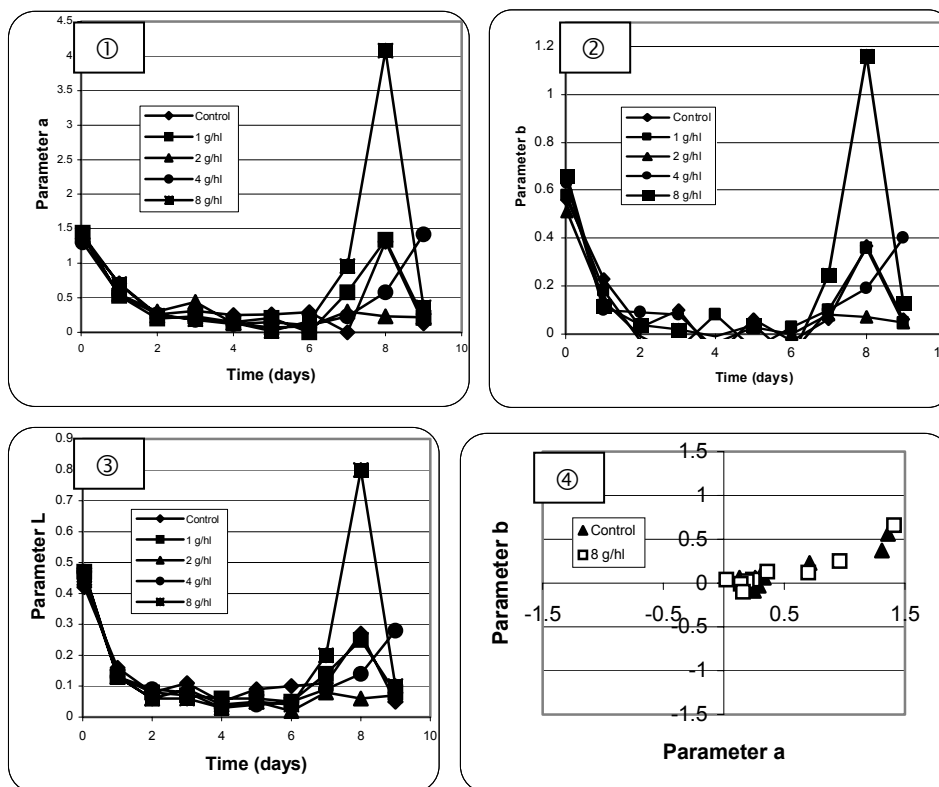 ①
Parameter a
4.5
4
3.5
3
2.5
2
1.5
1
0.5
0
0 2 4 6 8 10
Time (days)
Control
1 g/hl
2 g/hl
4 g/hl
8 g/hl
②
Parameter b
1.2
1
0.8
0.6
0.4
0.2
0
0 2 4 6 8 1
Time (days)
Control
1 g/hl
2 g/hl
4 g/hl
8 g/hl
③
Parameter L
0.9
0.8
0.7
0.6
0.5
0.4
0.3
0.2
0.1
0
0 2 4 6 8 10
Time (days)
Control
1 g/hl
2 g/hl
4 g/hl
8 g/hl
④
Parameter b
1.5
1
0.5
0
-0.5
-1
-1.5
-1.5 -0.5 0.5 1.5
Parameter a
Control
8 g/hl